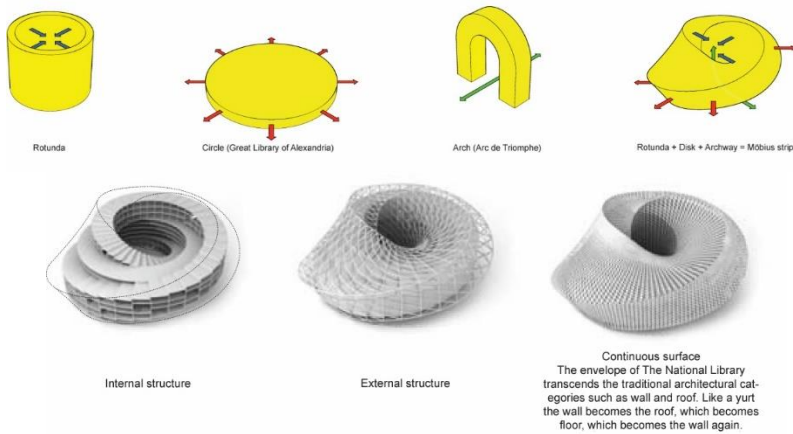 Rotunda
Circle (Great Library of Alexandria)
Arch (Arc de Triomphe)
Rotunda + Disk + Archway = Möbius strip
Internal structure
External structure
Continuous surface
The envelope of The National Library
transcends the traditional architectural cat-
egories such as wall and roof. Like a yurt
the wall becomes the roof, which becomes
floor, which becomes the wall again.